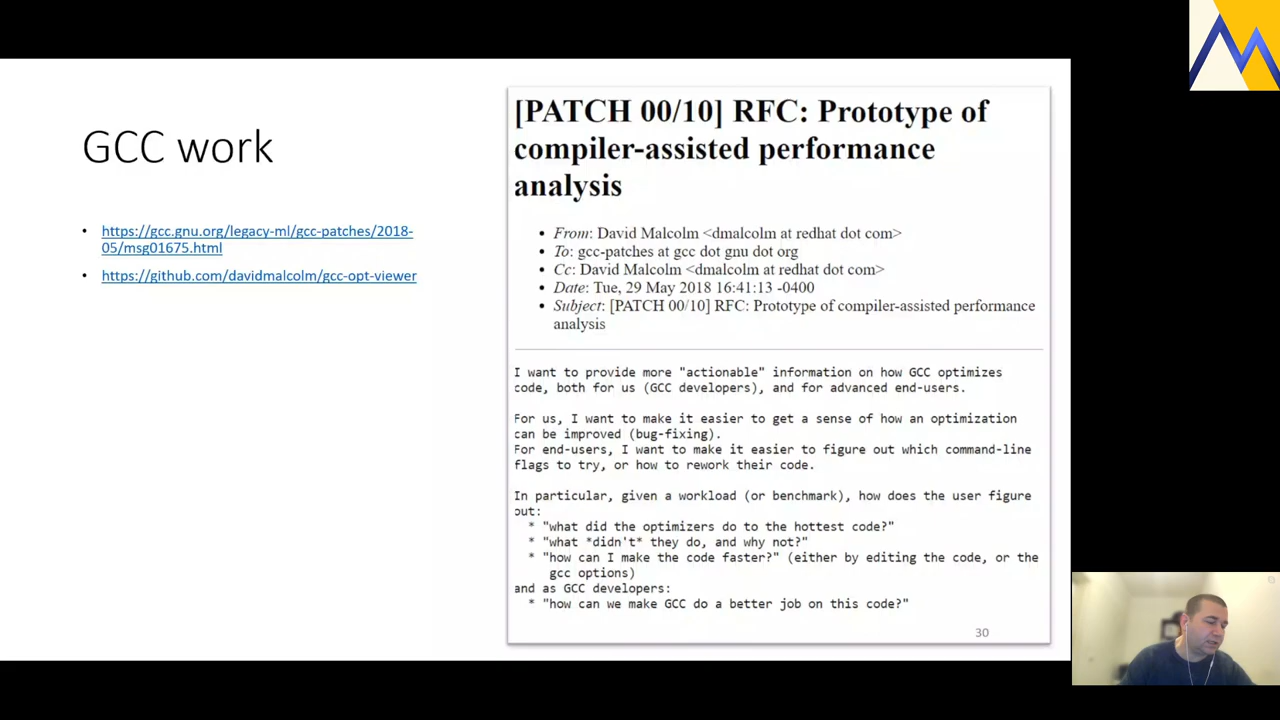 GCC work
• https://gcc.gnu.org/legacy-ml/gcc-patches/2018-
05/msg01675.html
• https://github.com/davidmalcolm/gcc-opt-viewer
[PATCH 00/10] RFC: Prototype of
compiler-assisted performance
analysis
• From: David Malcolm <dmalcolm at redhat dot com>
• To: gcc-patches at gcc dot gnu dot org
• Cc: David Malcolm <dmalcolm at redhat dot com>
• Date: Tue, 29 May 2018 16:41:13 -0400
• Subject: [PATCH 00/10] RFC: Prototype of compiler-assisted performance
analysis
I want to provide more "actionable" information on how GCC optimizes
code, both for us (GCC developers), and for advanced end-users.
For us, I want to make it easier to get a sense of how an optimization
can be improved (bug-fixing).
For end-users, I want to make it easier to figure out which command-line
flags to try, or how to rework their code.
In particular, given a workload (or benchmark), how does the user figure
out:
* "what did the optimizers do to the hottest code?"
* "what *didn't* they do, and why not?"
* "how can I make the code faster?" (either by editing the code, or the
gcc options)
and as GCC developers:
* "how can we make GCC do a better job on this code?"
30